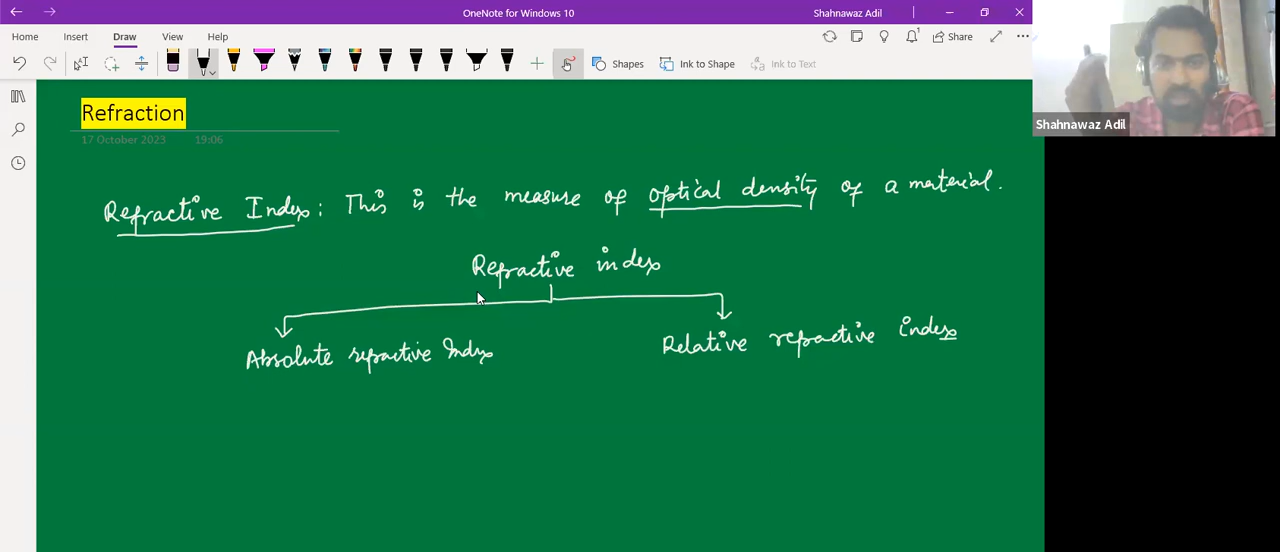 OneNote for Windows 10
Shahnawaz Adil
Home Insert Draw View Help
Share
Shapes Ink to Shape Ink to Text
Refraction
17 October 2023 19:06
Shahnawaz Adil
Refractive Index: This is the measure of optical density of a material.
Refractive index
Absolute refractive Index
Relative refractive index